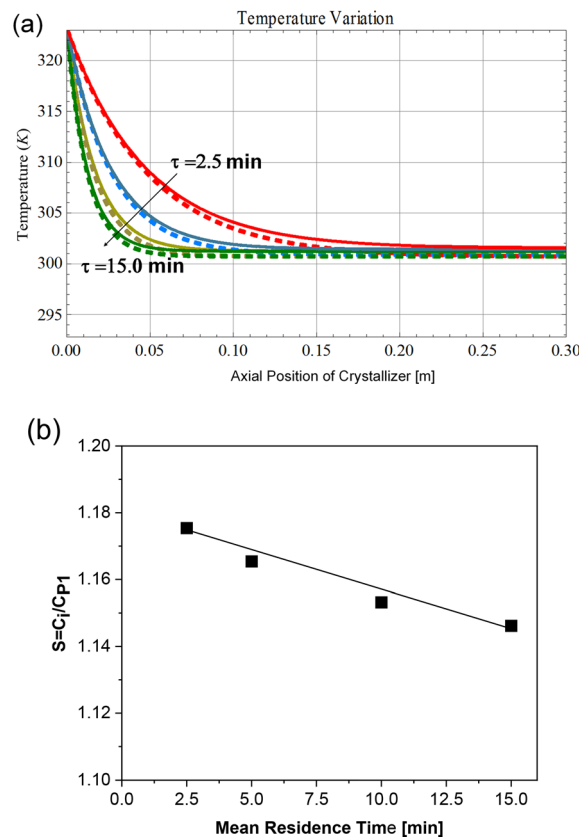 (a)
Temperature Variation
320
315
310
305
300
295
Temperature (K)
τ=2.5 min
τ=15.0 min
0.00 0.05 0.10 0.15 0.20 0.25 0.30
Axial Position of Crystallizer [m]
(b)
1.20
1.18
1.16
1.14
1.12
1.10
S=Ci/CP1
0.0 2.5 5.0 7.5 10.0 12.5 15.0
Mean Residence Time [min]